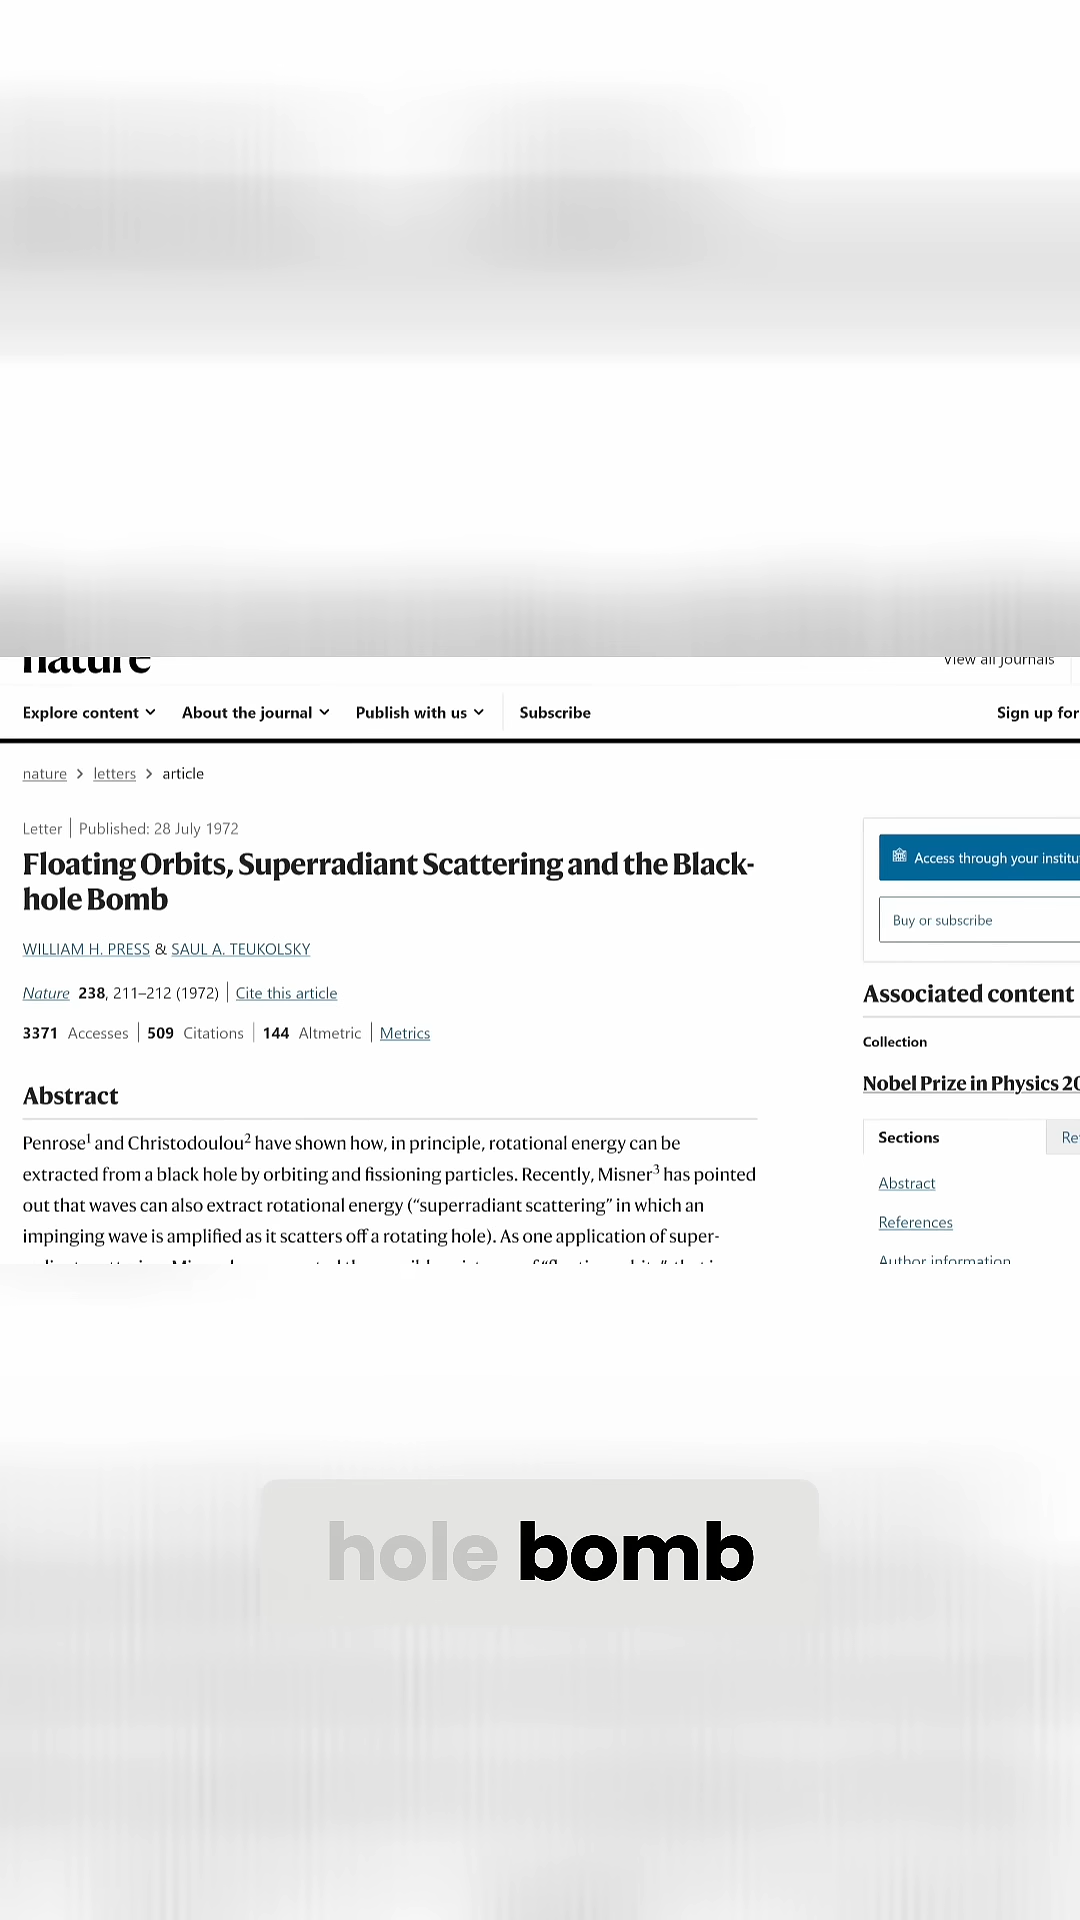 nature
View all journals
Explore content
About the journal
Publish with us
Subscribe
Sign up for
nature > letters > article
Letter | Published: 28 July 1972
Floating Orbits, Superradiant Scattering and the Black-
hole Bomb
WILLIAM H. PRESS & SAUL A. TEUKOLSKY
Nature 238, 211–212 (1972) | Cite this article
3371 Accesses | 509 Citations | 144 Altmetric | Metrics
Abstract
Penrose1 and Christodoulou2 have shown how, in principle, rotational energy can be
extracted from a black hole by orbiting and fissioning particles. Recently, Misner3 has pointed
out that waves can also extract rotational energy (“superradiant scattering” in which an
impinging wave is amplified as it scatters off a rotating hole). As one application of super-
Access through your institu
Buy or subscribe
Associated content
Collection
Nobel Prize in Physics 20
Sections
Re
Abstract
References
Author information
hole bomb